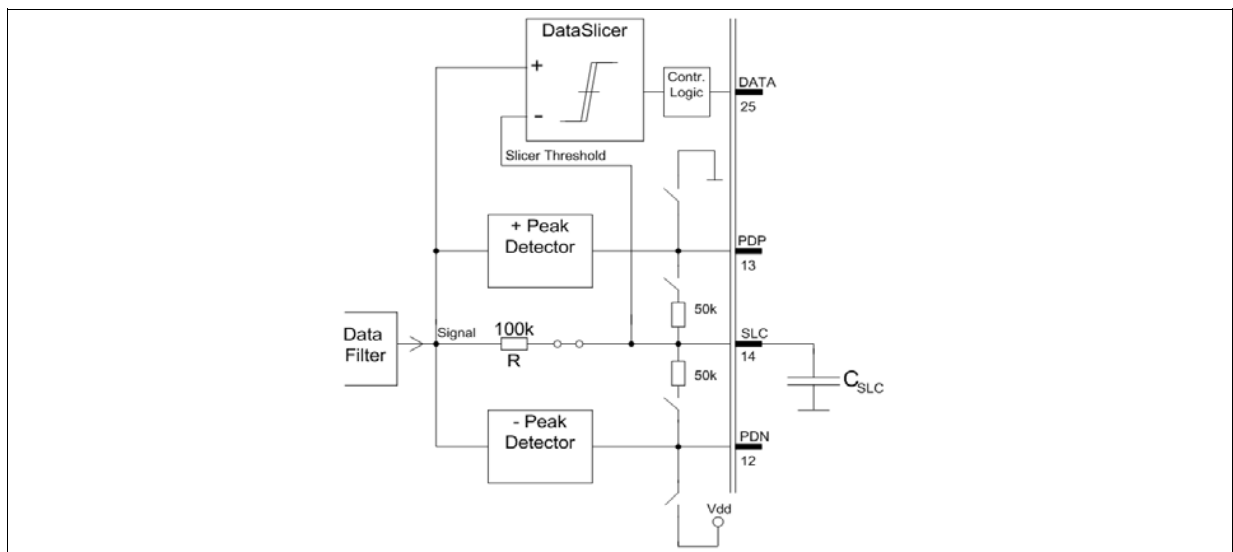 DataSlicer
+
-
Contr.
Logic
DATA
25
Slicer Threshold
+ Peak
Detector
PDP
13
50k
Data
Filter
Signal
100k
R
SLC
14
50k
CSLC
- Peak
Detector
PDN
12
Vdd